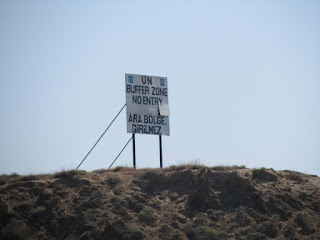 UN
BUFFER ZONE
NO ENTRY
ARA BÖLGE
GİRİLMEZ